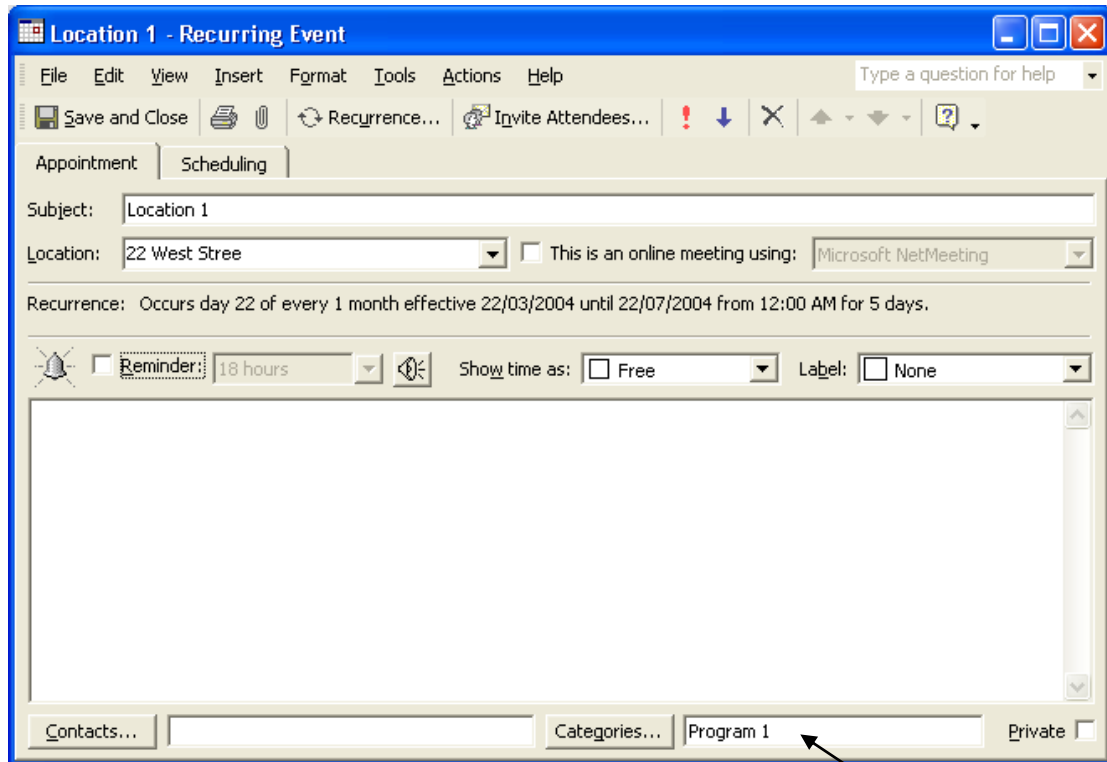 Location 1 - Recurring Event
File Edit View Insert Format Tools Actions Help Type a question for help
Save and Close Recurrence... Invite Attendees...
Appointment Scheduling
Subject: Location 1
Location: 22 West Stree This is an online meeting using: Microsoft NetMeeting
Recurrence: Occurs day 22 of every 1 month effective 22/03/2004 until 22/07/2004 from 12:00 AM for 5 days.
Reminder: 18 hours Show time as: Free Label: None
Contacts... Categories... Program 1 Private